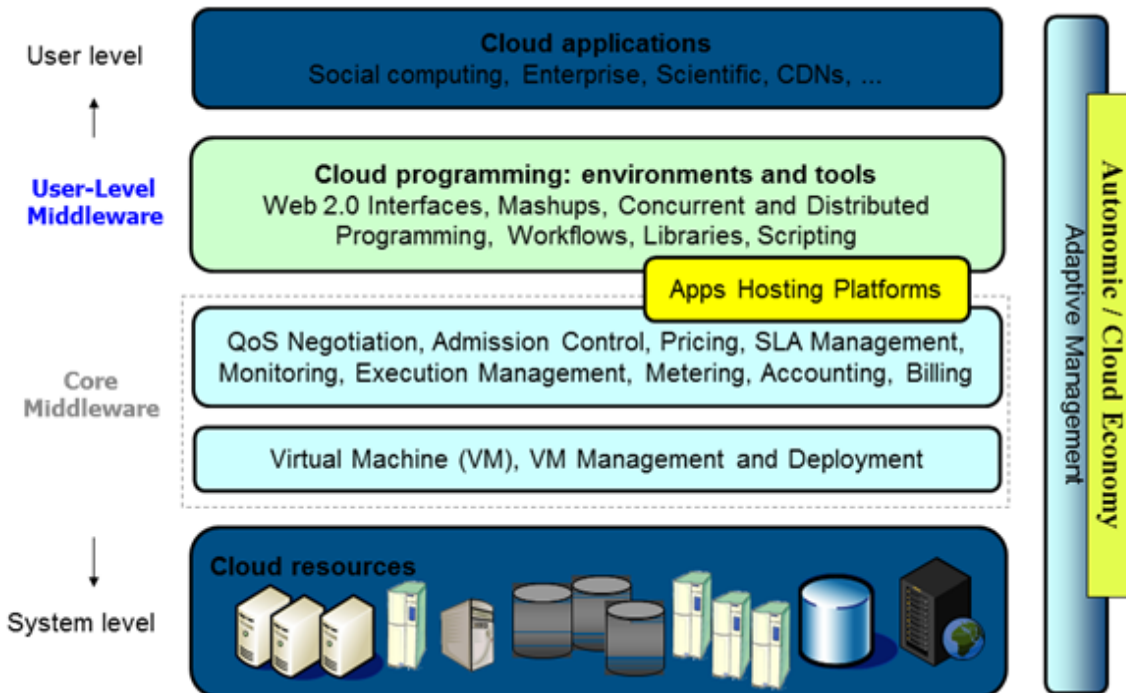 User level
Cloud applications
Social computing, Enterprise, Scientific, CDNs, ...
User-Level
Middleware
Cloud programming: environments and tools
Web 2.0 Interfaces, Mashups, Concurrent and Distributed
Programming, Workflows, Libraries, Scripting
Apps Hosting Platforms
Core
Middleware
QoS Negotiation, Admission Control, Pricing, SLA Management,
Monitoring, Execution Management, Metering, Accounting, Billing
Virtual Machine (VM), VM Management and Deployment
System level
Cloud resources
Adaptive Management
Autonomic / Cloud Economy